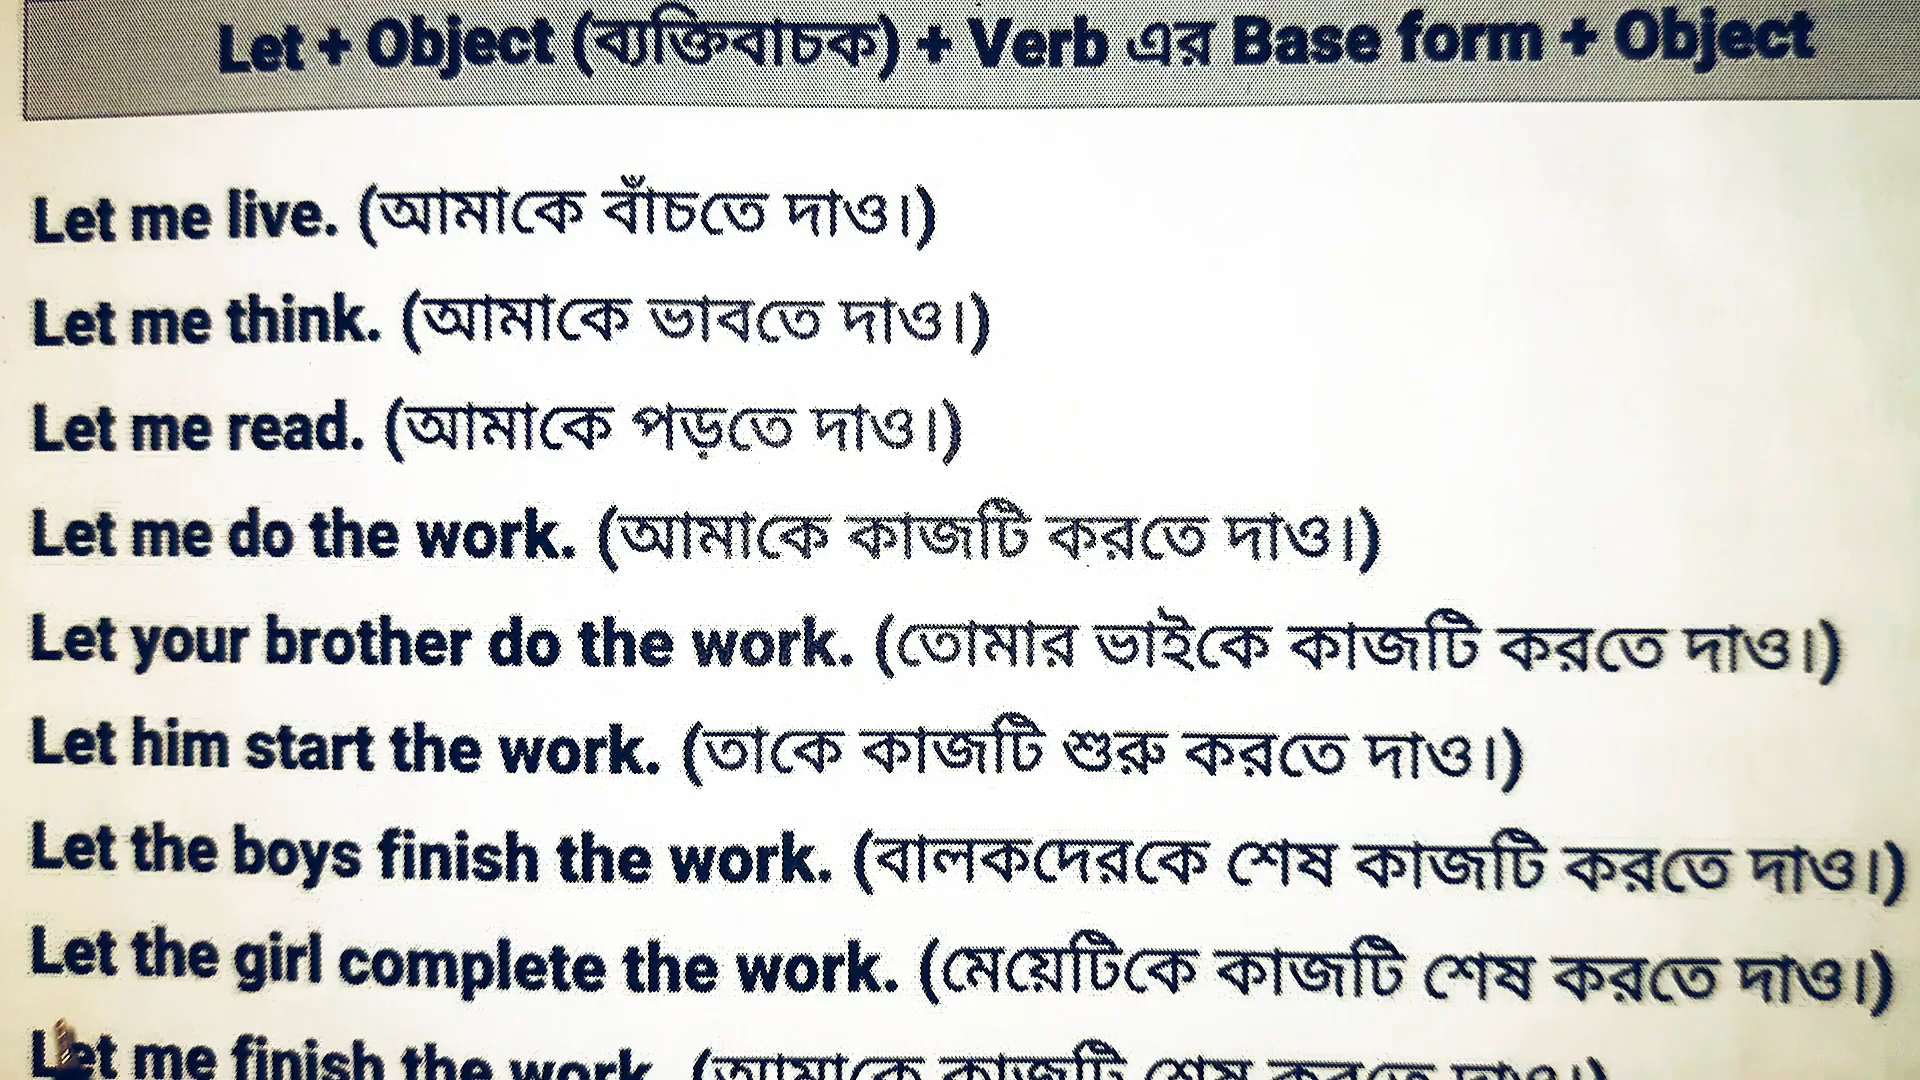 Let + Object (ব্যক্তিবাচক) + Verb এর Base form + Object
Let me live. (আমাকে বাঁচতে দাও।)
Let me think. (আমাকে ভাবতে দাও।)
Let me read. (আমাকে পড়তে দাও।)
Let me do the work. (আমাকে কাজটি করতে দাও।)
Let your brother do the work. (তোমার ভাইকে কাজটি করতে দাও।)
Let him start the work. (তাকে কাজটি শুরু করতে দাও।)
Let the boys finish the work. (বালকদেরকে শেষ কাজটি করতে দাও।)
Let the girl complete the work. (মেয়েটিকে কাজটি শেষ করতে দাও।)
Let me finish the work. (আমাকে কাজটি শেষ করতে দাও।)